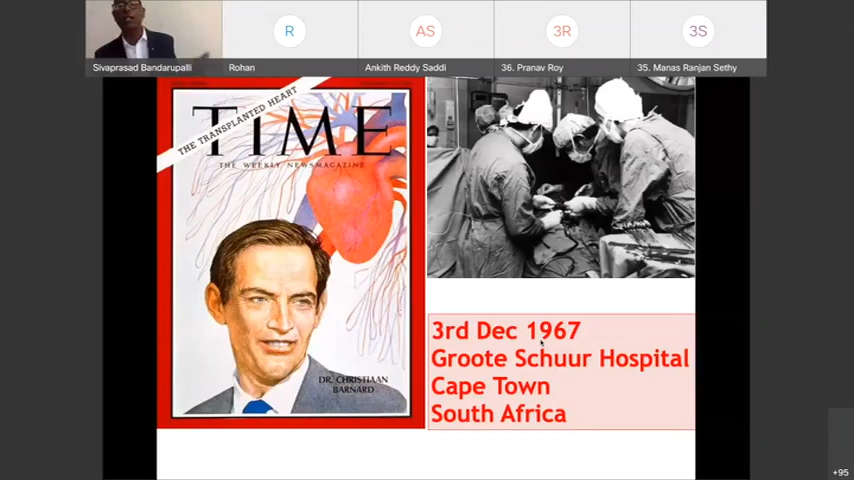 Sivaprasad Bandarupalli
R
Rohan
AS
Ankith Reddy Saddi
3R
36. Pranav Roy
3S
35. Manas Ranjan Sethy
THE TRANSPLANTED HEART
TIME
THE WEEKLY NEWSMAGAZINE
DR. CHRISTIAAN
BARNARD
3rd Dec 1967
Groote Schuur Hospital
Cape Town
South Africa
+95